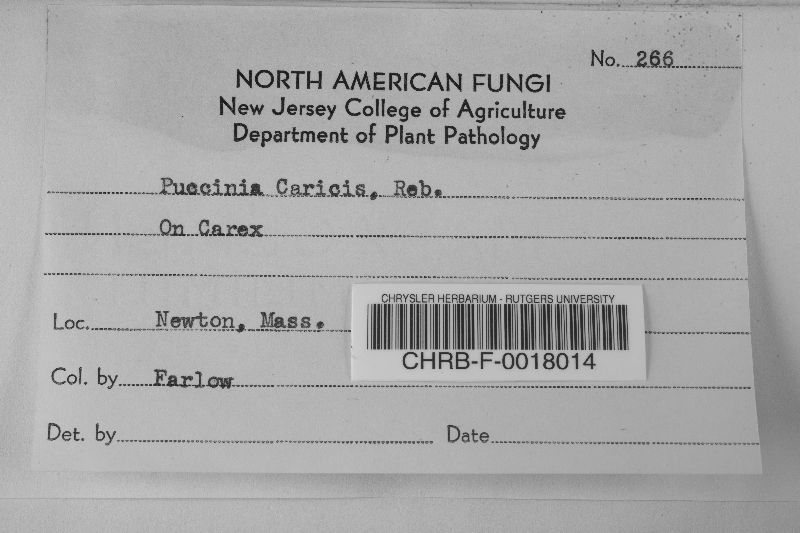 No. 266
NORTH AMERICAN FUNGI
New Jersey College of Agriculture
Department of Plant Pathology
Puccinia Caricis, Reb.
On Carex
Loc. Newton, Mass.
CHRYSLER HERBARIUM - RUTGERS UNIVERSITY
CHRB-F-0018014
Col. by Farlow
Det. by
Date